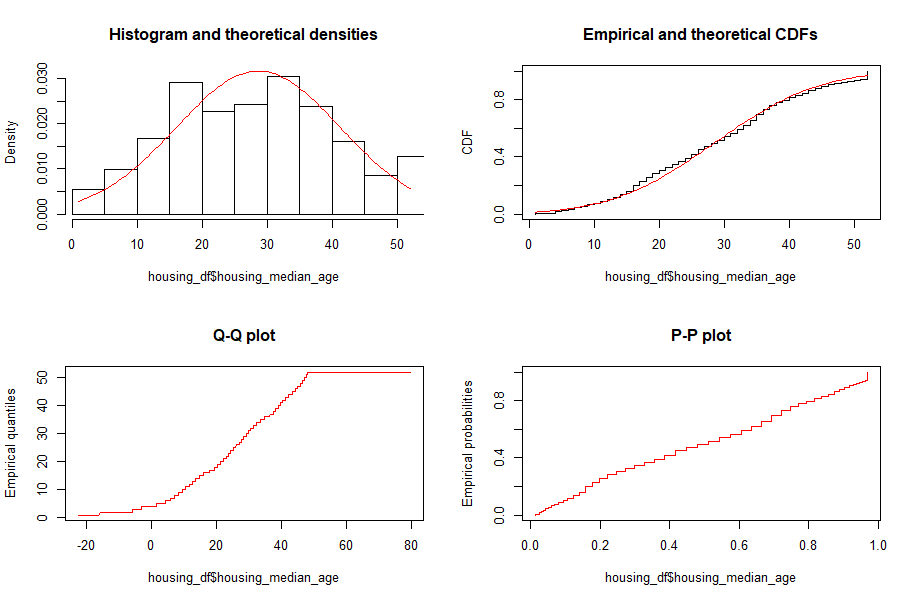 Histogram and theoretical densities
Density
0.000 0.010 0.020 0.030
0 10 20 30 40 50
housing_df$housing_median_age
Empirical and theoretical CDFs
CDF
0.0 0.4 0.8
0 10 20 30 40 50
housing_df$housing_median_age
Q-Q plot
Empirical quantiles
0 10 20 30 40 50
-20 0 20 40 60 80
housing_df$housing_median_age
P-P plot
Empirical probabilities
0.0 0.4 0.8
0.0 0.2 0.4 0.6 0.8 1.0
housing_df$housing_median_age